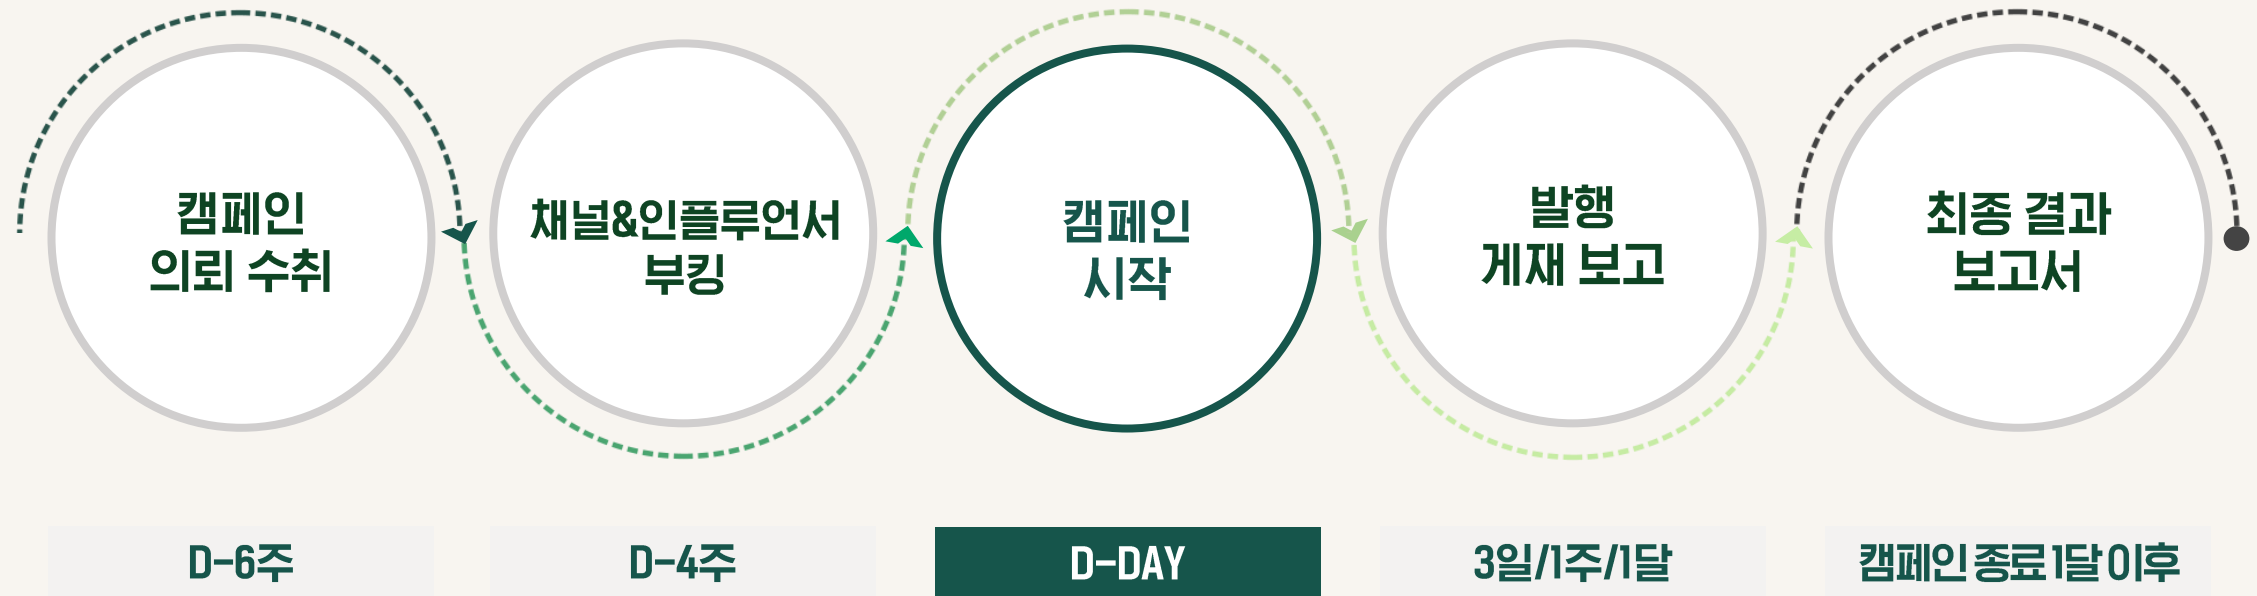 캠페인
의뢰 수취
채널&인플루언서
부킹
캠페인
시작
발행
게재 보고
최종 결과
보고서
D-6주
D-4주
D-DAY
3일/1주/1달
캠페인 종료 1달 이후